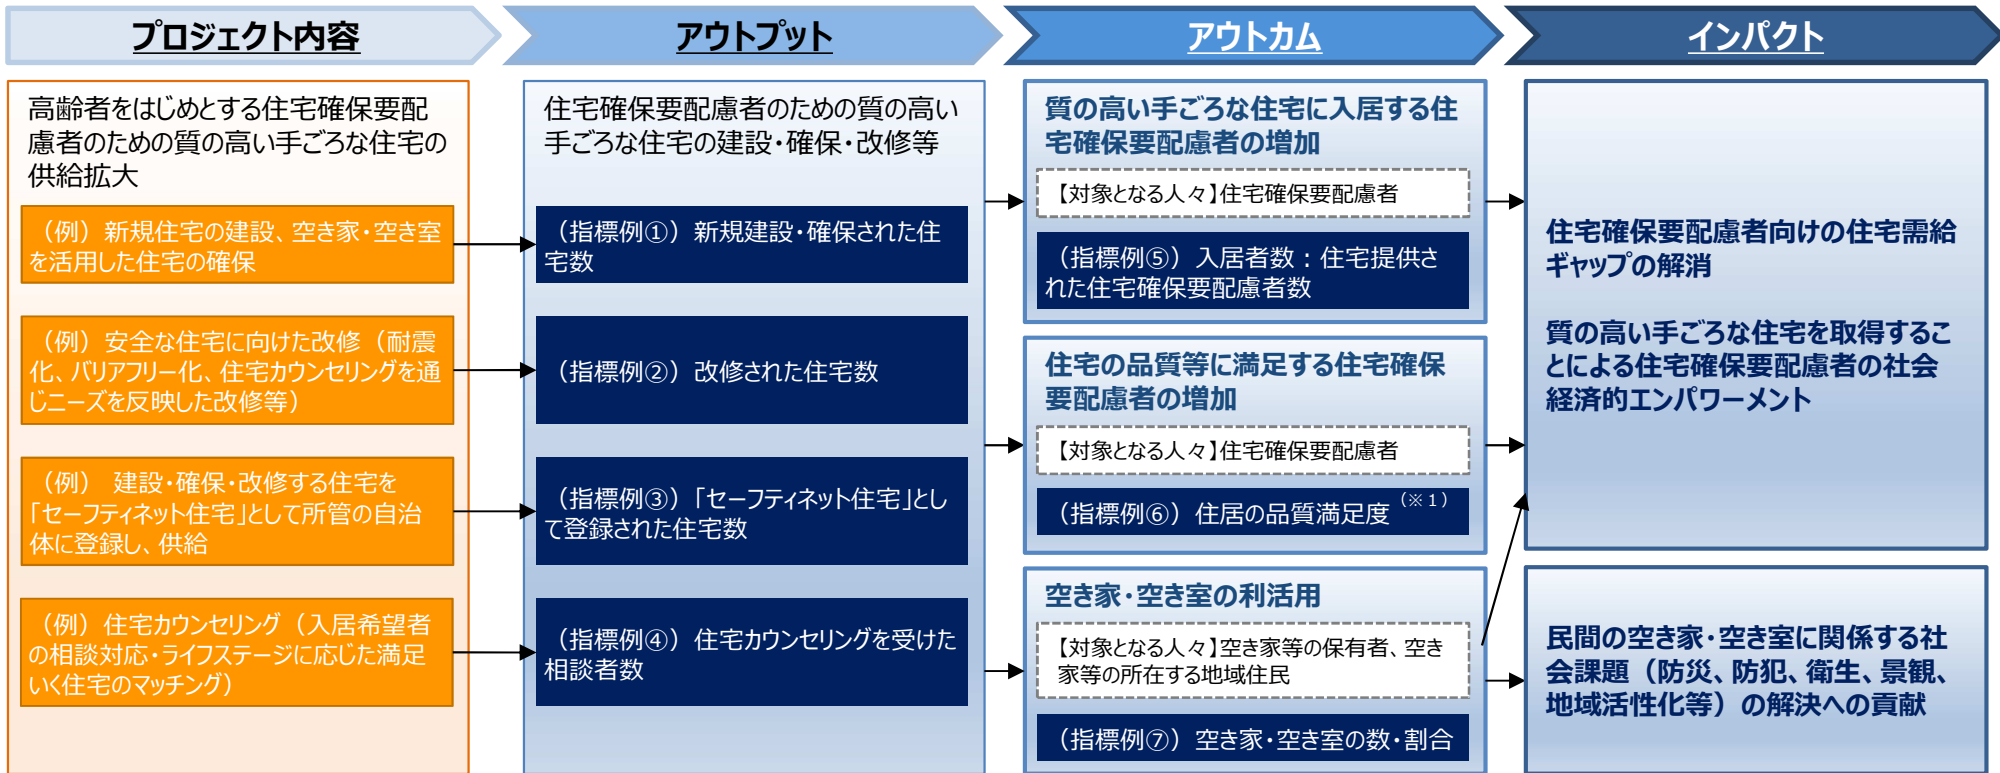 プロジェクト内容
アウトプット
アウトカム
インパクト
高齢者をはじめとする住宅確保要配
慮者のための質の高い手ごろな住宅の
供給拡大
（例）新規住宅の建設、空き家・空き室
を活用した住宅の確保
（例）安全な住宅に向けた改修（耐震
化、バリアフリー化、住宅カウンセリングを通
じニーズを反映した改修等）
（例） 建設・確保・改修する住宅を
「セーフティネット住宅」として所管の自治
体に登録し、供給
（例）住宅カウンセリング（入居希望者
の相談対応・ライフステージに応じた満足
いく住宅のマッチング）
住宅確保要配慮者のための質の高い
手ごろな住宅の建設・確保・改修等
（指標例①）新規建設・確保された住
宅数
（指標例②）改修された住宅数
（指標例③）「セーフティネット住宅」とし
て登録された住宅数
（指標例④）住宅カウンセリングを受けた
相談者数
質の高い手ごろな住宅に入居する住
宅確保要配慮者の増加
【対象となる人々】住宅確保要配慮者
（指標例⑤）入居者数：住宅提供さ
れた住宅確保要配慮者数
住宅の品質等に満足する住宅確保
要配慮者の増加
【対象となる人々】住宅確保要配慮者
（指標例⑥）住居の品質満足度（※１）
空き家・空き室の利活用
【対象となる人々】空き家等の保有者、空き
家等の所在する地域住民
（指標例⑦）空き家・空き室の数・割合
住宅確保要配慮者向けの住宅需給
ギャップの解消
質の高い手ごろな住宅を取得するこ
とによる住宅確保要配慮者の社会
経済的エンパワーメント
民間の空き家・空き室に関係する社
会課題（防災、防犯、衛生、景観、
地域活性化等）の解決への貢献